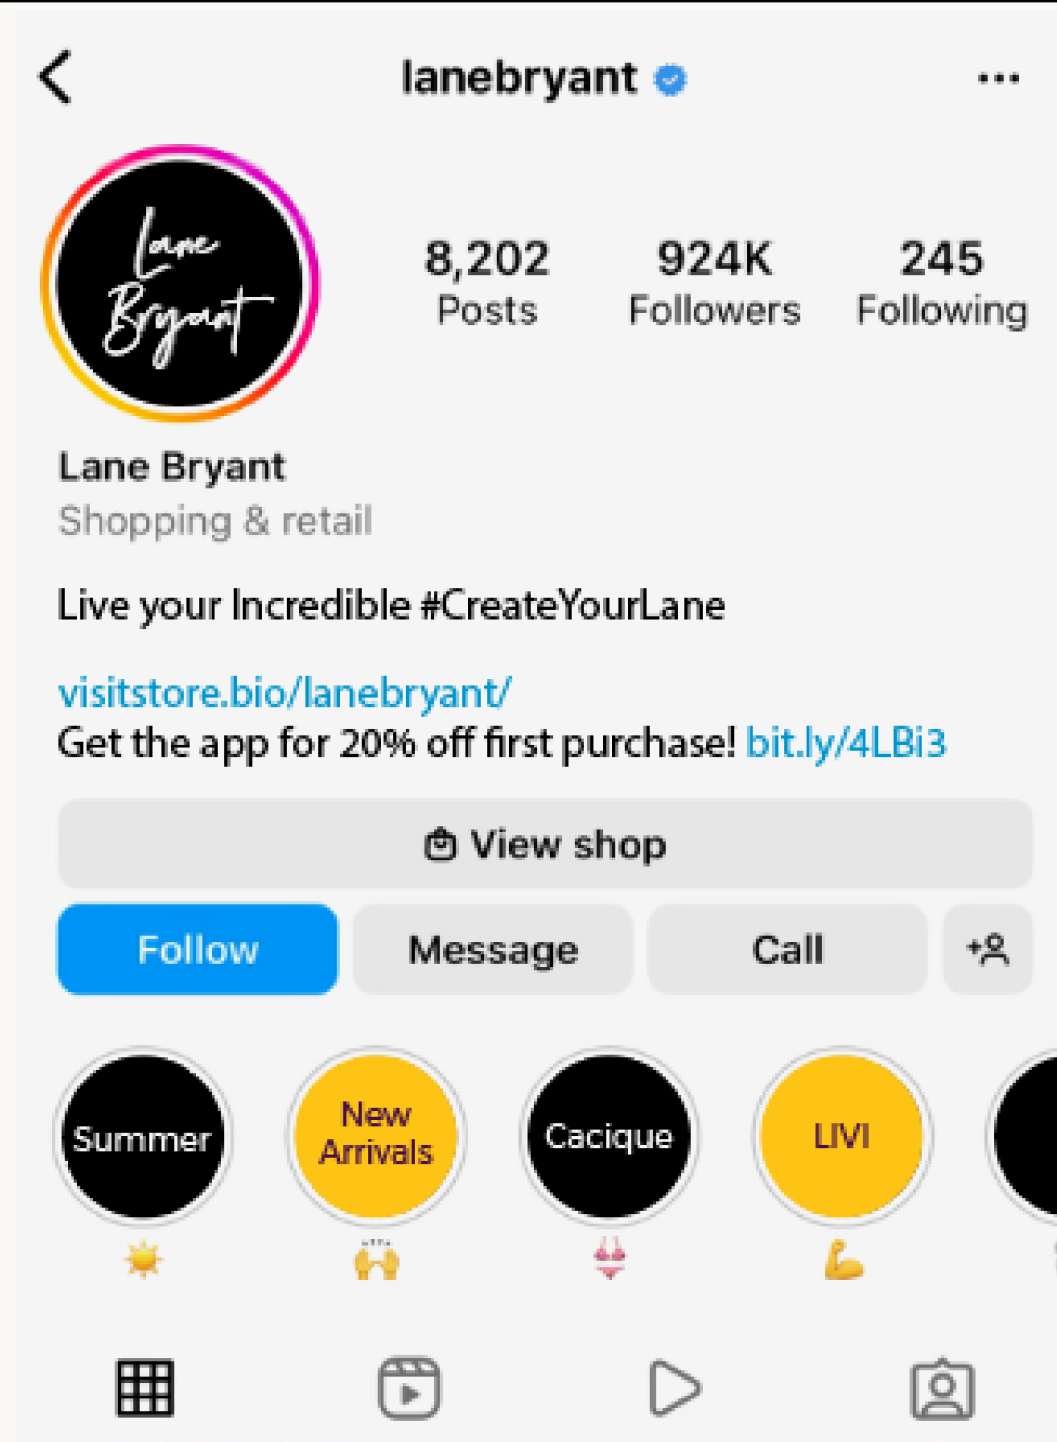 lanebryant
Lane
Bryant
8,202 924K 245
Posts Followers Following
Lane Bryant
Shopping & retail
Live your Incredible #CreateYourLane
visitstore.bio/lanebryant/
Get the app for 20% off first purchase! bit.ly/4LBi3
View shop
Follow Message Call
Summer New Arrivals Cacique LIVI